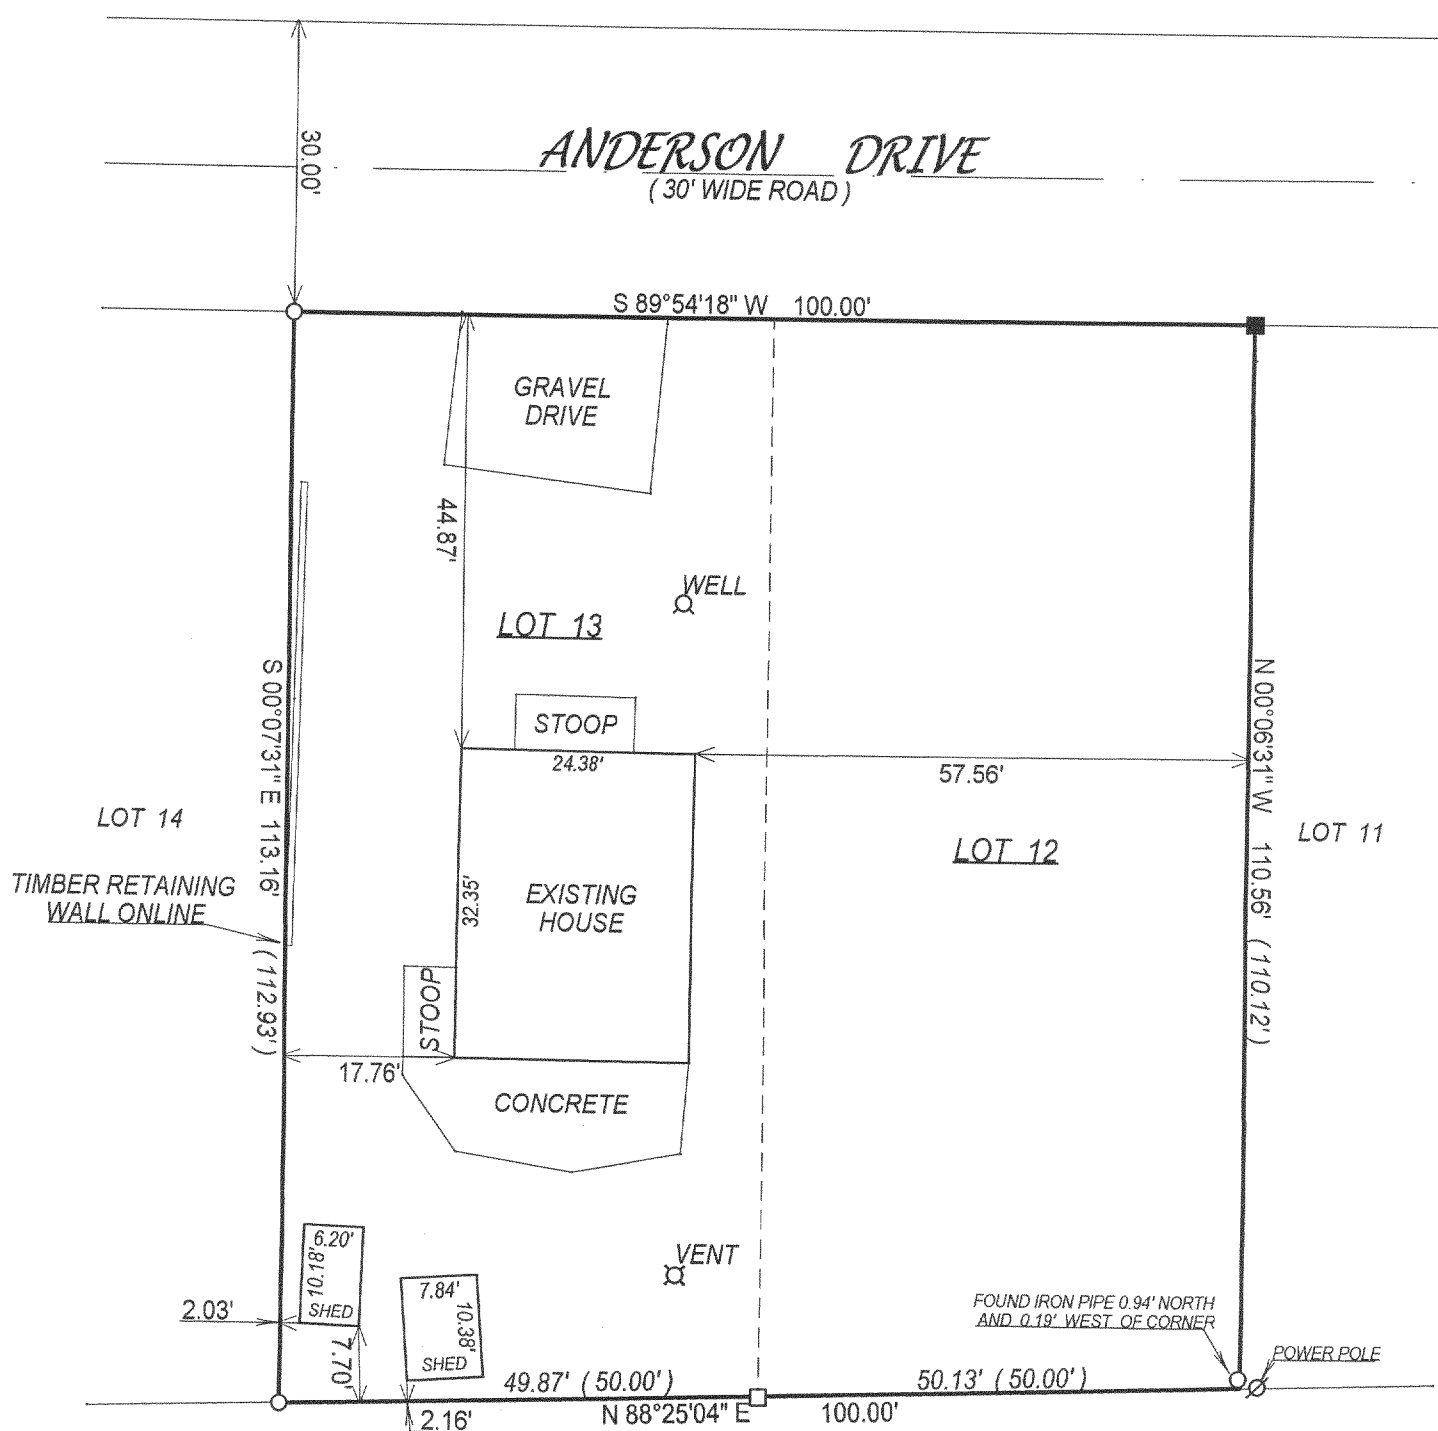 30.00'
ANDERSON DRIVE
( 30' WIDE ROAD )
S 89°54'18" W 100.00'
GRAVEL
DRIVE
44.87'
WELL
LOT 13
STOOP
24.38'
57.56'
S 00°07'31" E 113.16' ( 112.93' )
N 00°06'31" W 110.56' ( 110.12' )
LOT 14
LOT 12
LOT 11
TIMBER RETAINING
WALL ONLINE
32.35'
EXISTING
HOUSE
STOOP
17.76'
CONCRETE
6.20'
10.18'
SHED
VENT
7.84'
10.38'
SHED
2.03'
7.70'
FOUND IRON PIPE 0.94' NORTH
AND 0.19' WEST OF CORNER
POWER POLE
49.87' ( 50.00' )
50.13' ( 50.00' )
N 88°25'04" E 100.00'
2.16'